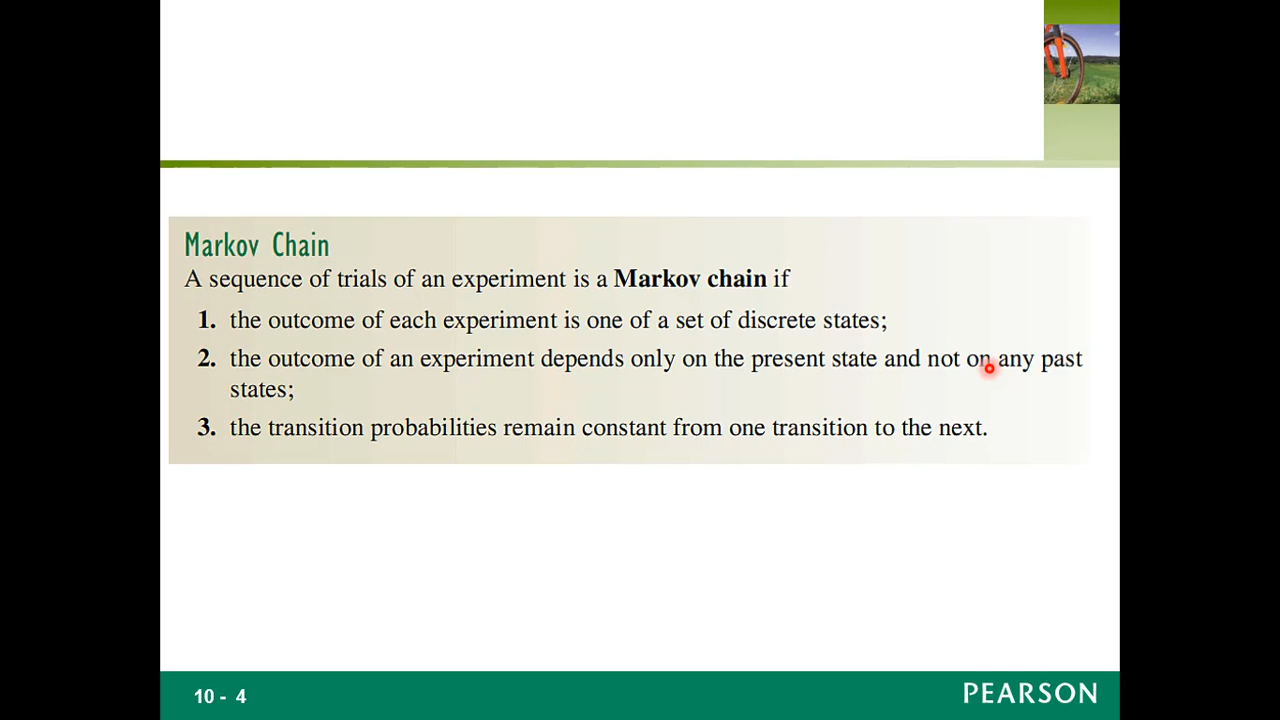 Markov Chain
A sequence of trials of an experiment is a Markov chain if
1. the outcome of each experiment is one of a set of discrete states;
2. the outcome of an experiment depends only on the present state and not on any past
states;
3. the transition probabilities remain constant from one transition to the next.
10 - 4
PEARSON